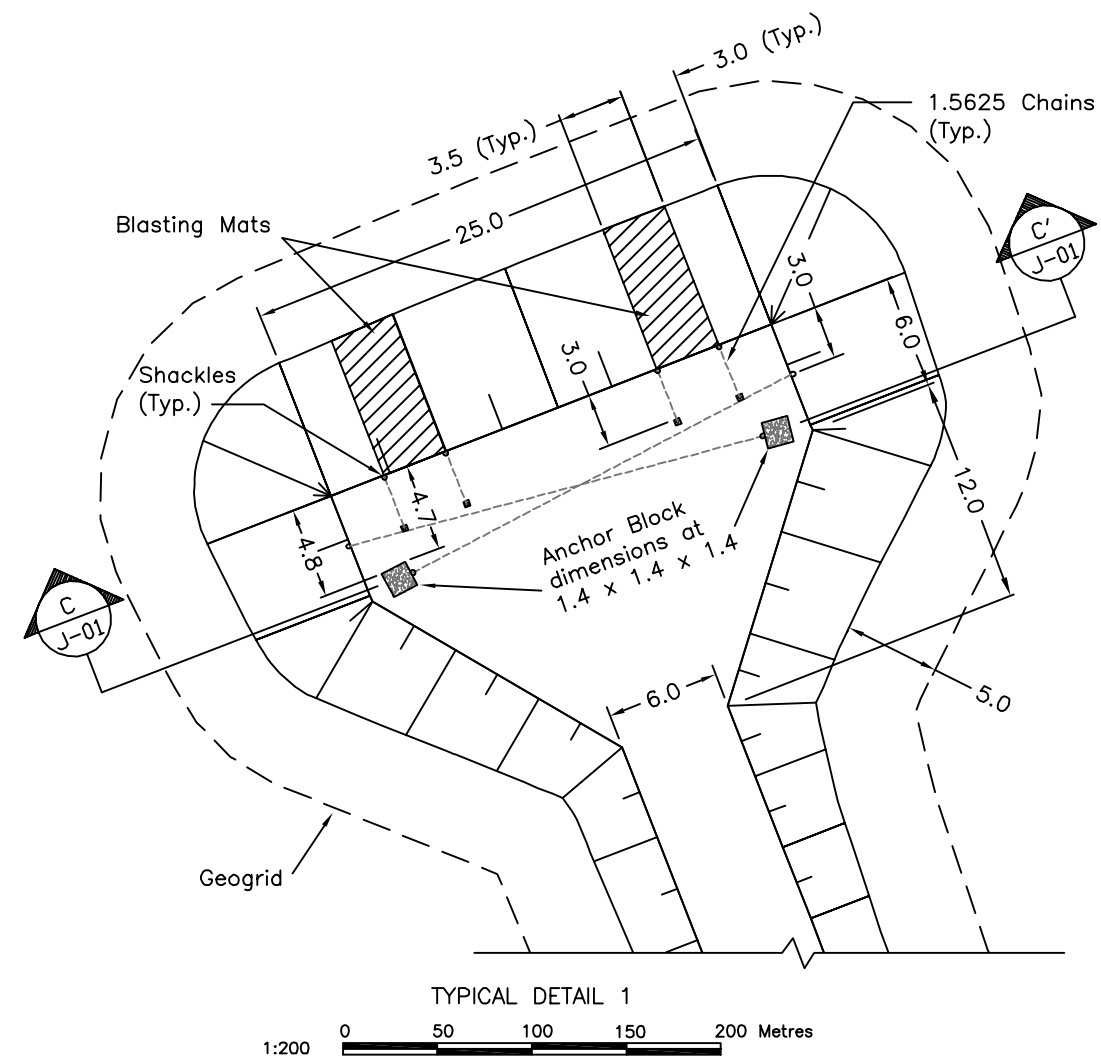 3.0 (Typ.)
1.5625 Chains
(Typ.)
3.5 (Typ.)
25.0
Blasting Mats
C'
J-01
3.0
6.0
3.0
Shackles
(Typ.)
12.0
4.7
4.8
Anchor Block
dimensions at
1.4 x 1.4 x 1.4
C
J-01
6.0
5.0
Geogrid
TYPICAL DETAIL 1
0 50 100 150 200 Metres
1:200